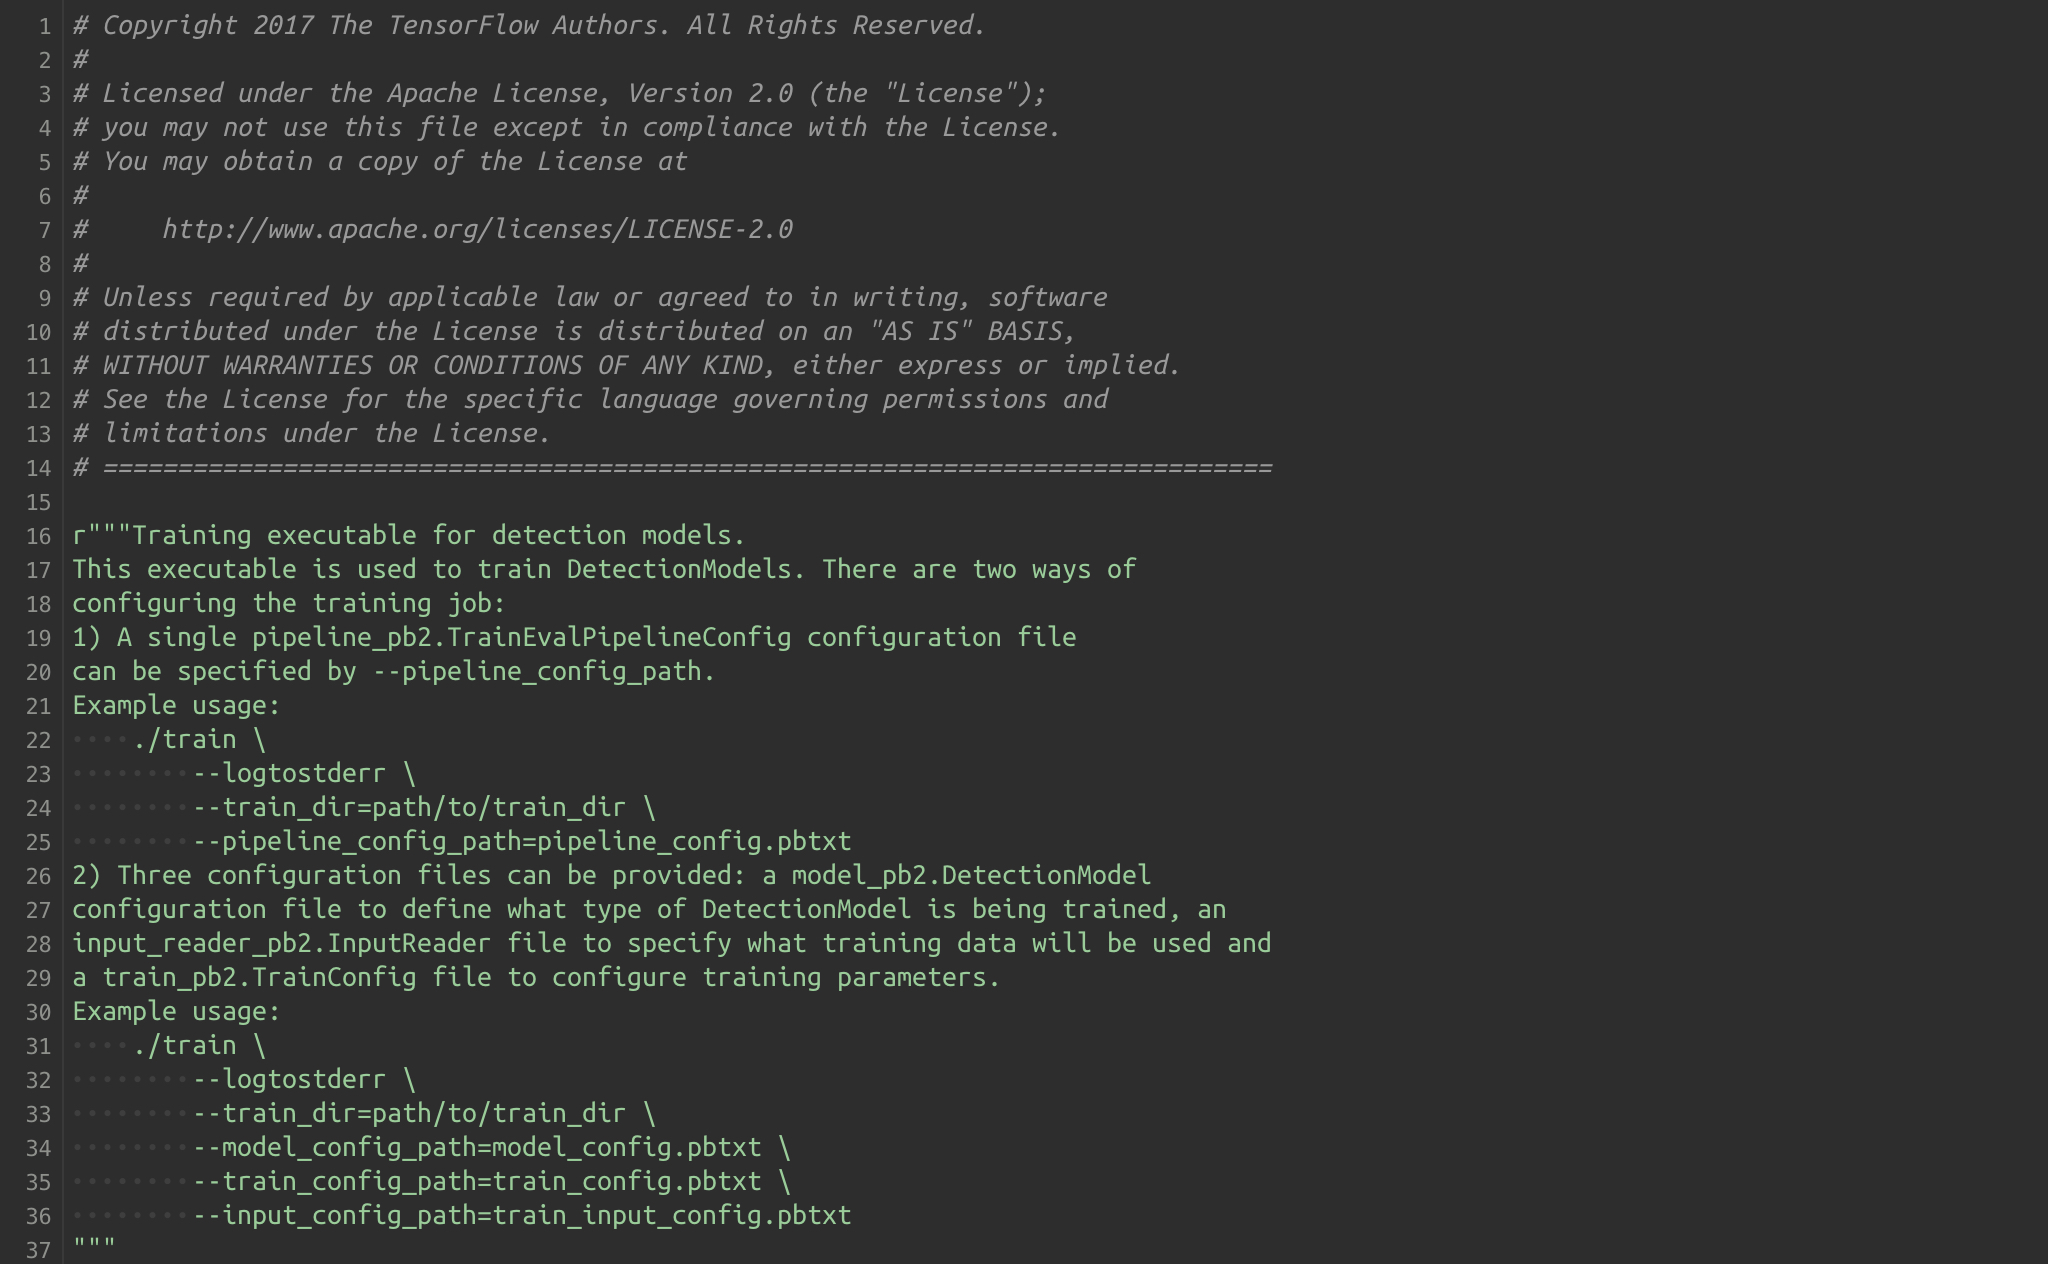 1 # Copyright 2017 The TensorFlow Authors. All Rights Reserved.
2 #
3 # Licensed under the Apache License, Version 2.0 (the "License");
4 # you may not use this file except in compliance with the License.
5 # You may obtain a copy of the License at
6 #
7 #     http://www.apache.org/licenses/LICENSE-2.0
8 #
9 # Unless required by applicable law or agreed to in writing, software
10 # distributed under the License is distributed on an "AS IS" BASIS,
11 # WITHOUT WARRANTIES OR CONDITIONS OF ANY KIND, either express or implied.
12 # See the License for the specific language governing permissions and
13 # limitations under the License.
14 # ==============================================================================
15
16 r"""Training executable for detection models.
17 This executable is used to train DetectionModels. There are two ways of
18 configuring the training job:
19 1) A single pipeline_pb2.TrainEvalPipelineConfig configuration file
20 can be specified by --pipeline_config_path.
21 Example usage:
22     ./train \
23         --logtostderr \
24         --train_dir=path/to/train_dir \
25         --pipeline_config_path=pipeline_config.pbtxt
26 2) Three configuration files can be provided: a model_pb2.DetectionModel
27 configuration file to define what type of DetectionModel is being trained, an
28 input_reader_pb2.InputReader file to specify what training data will be used and
29 a train_pb2.TrainConfig file to configure training parameters.
30 Example usage:
31     ./train \
32         --logtostderr \
33         --train_dir=path/to/train_dir \
34         --model_config_path=model_config.pbtxt \
35         --train_config_path=train_config.pbtxt \
36         --input_config_path=train_input_config.pbtxt
37 """